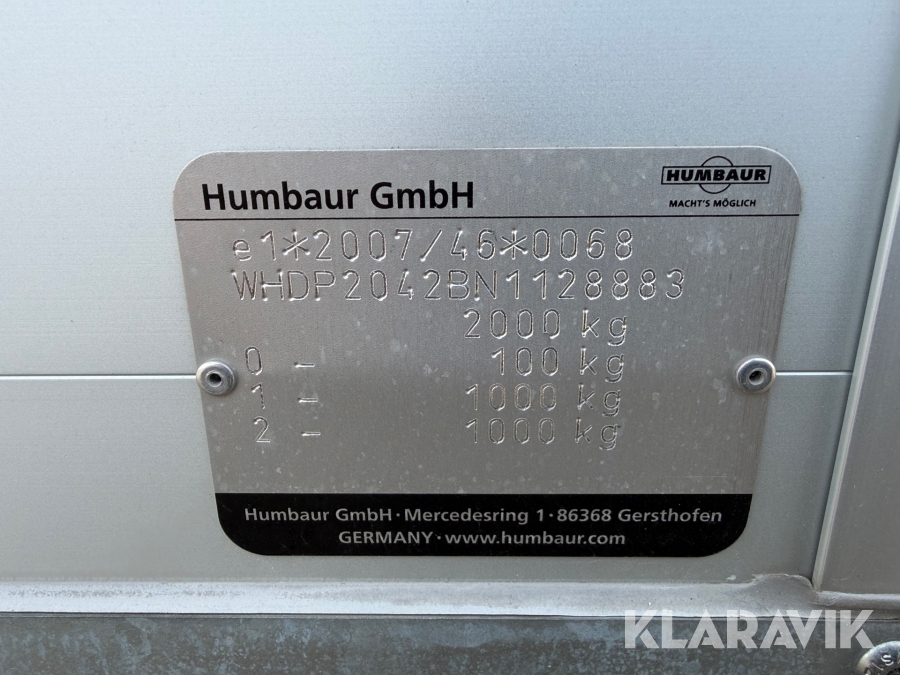 Humbaur GmbH
HUMBAUR
MACHT'S MÖGLICH
e1*2007/46*0068
WHDP2042BN1128883
2000 kg
0 - 100 kg
1 - 1000 kg
2 - 1000 kg
Humbaur GmbH·Mercedesring 1·86368 Gersthofen
GERMANY·www.humbaur.com
KLARAVIK